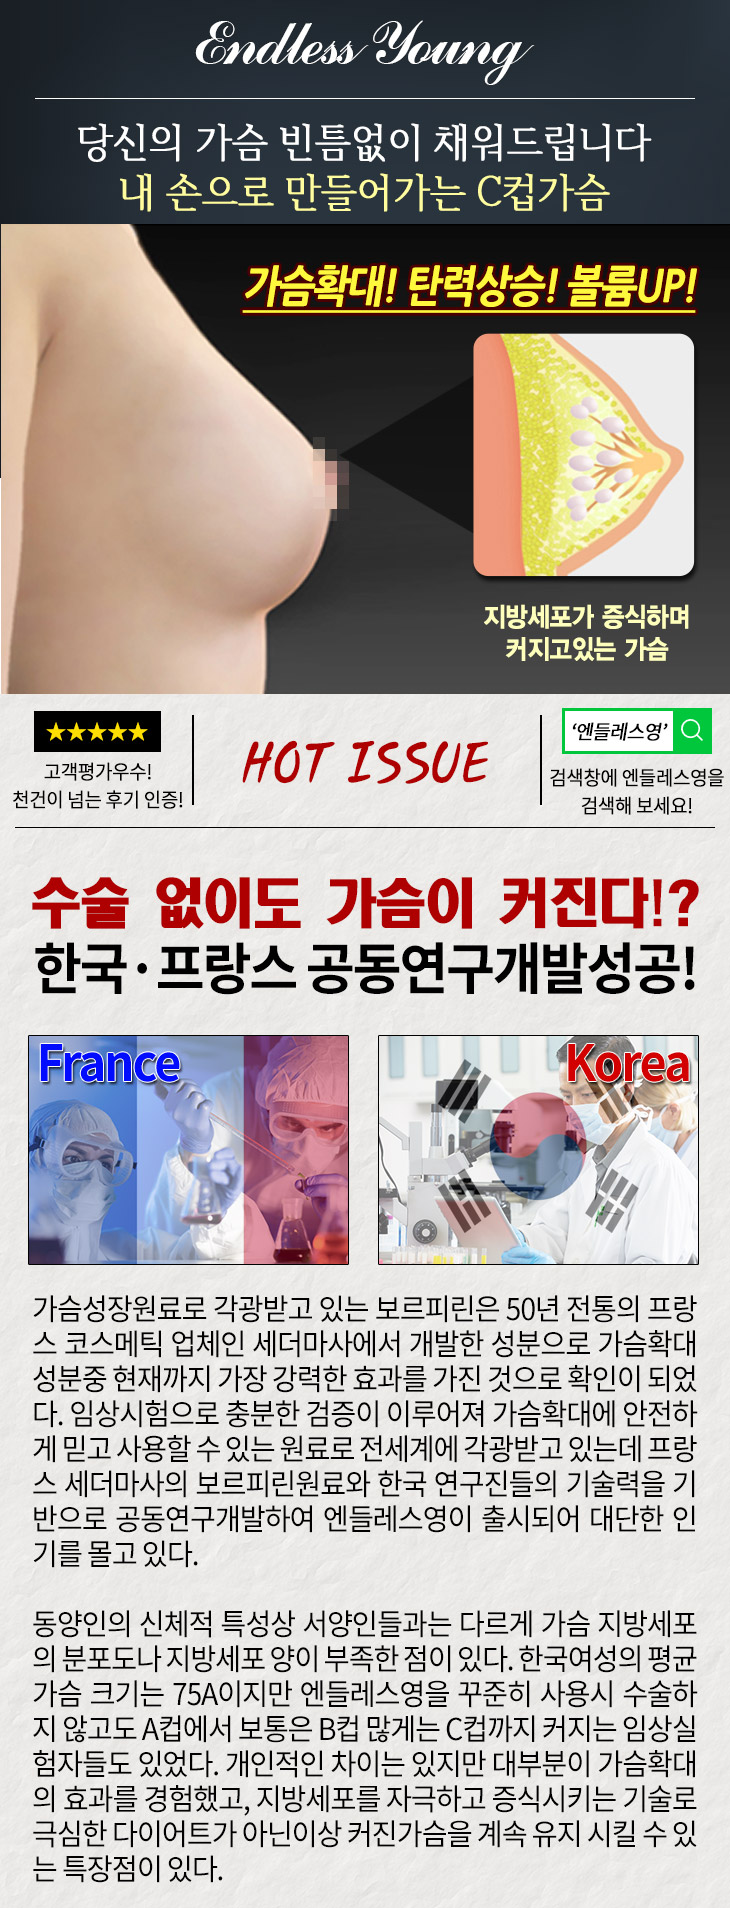 Endless Young
당신의 가슴 빈틈없이 채워드립니다
내 손으로 만들어가는 C컵가슴
가슴확대! 탄력상승! 볼륨UP!
지방세포가 증식하며
커지고있는 가슴
★★★★★
고객평가우수!
천건이 넘는 후기 인증!
HOT ISSUE
‘엔들레스영’
검색창에 엔들레스영을
검색해 보세요!
수술 없이도 가슴이 커진다!?
한국·프랑스 공동연구개발성공!
France
Korea
가슴성장원료로 각광받고 있는 보르피린은 50년 전통의 프랑
스 코스메틱 업체인 세더마사에서 개발한 성분으로 가슴확대
성분중 현재까지 가장 강력한 효과를 가진 것으로 확인이 되었
다. 임상시험으로 충분한 검증이 이루어져 가슴확대에 안전하
게 믿고 사용할 수 있는 원료로 전세계에 각광받고 있는데 프랑
스 세더마사의 보르피린원료와 한국 연구진들의 기술력을 기
반으로 공동연구개발하여 엔들레스영이 출시되어 대단한 인
기를 몰고 있다.
동양인의 신체적 특성상 서양인들과는 다르게 가슴 지방세포
의 분포도나 지방세포 양이 부족한 점이 있다. 한국여성의 평균
가슴 크기는 75A이지만 엔들레스영을 꾸준히 사용시 수술하
지 않고도 A컵에서 보통은 B컵 많게는 C컵까지 커지는 임상실
험자들도 있었다. 개인적인 차이는 있지만 대부분이 가슴확대
의 효과를 경험했고, 지방세포를 자극하고 증식시키는 기술로
극심한 다이어트가 아닌이상 커진가슴을 계속 유지 시킬 수 있
는 특장점이 있다.